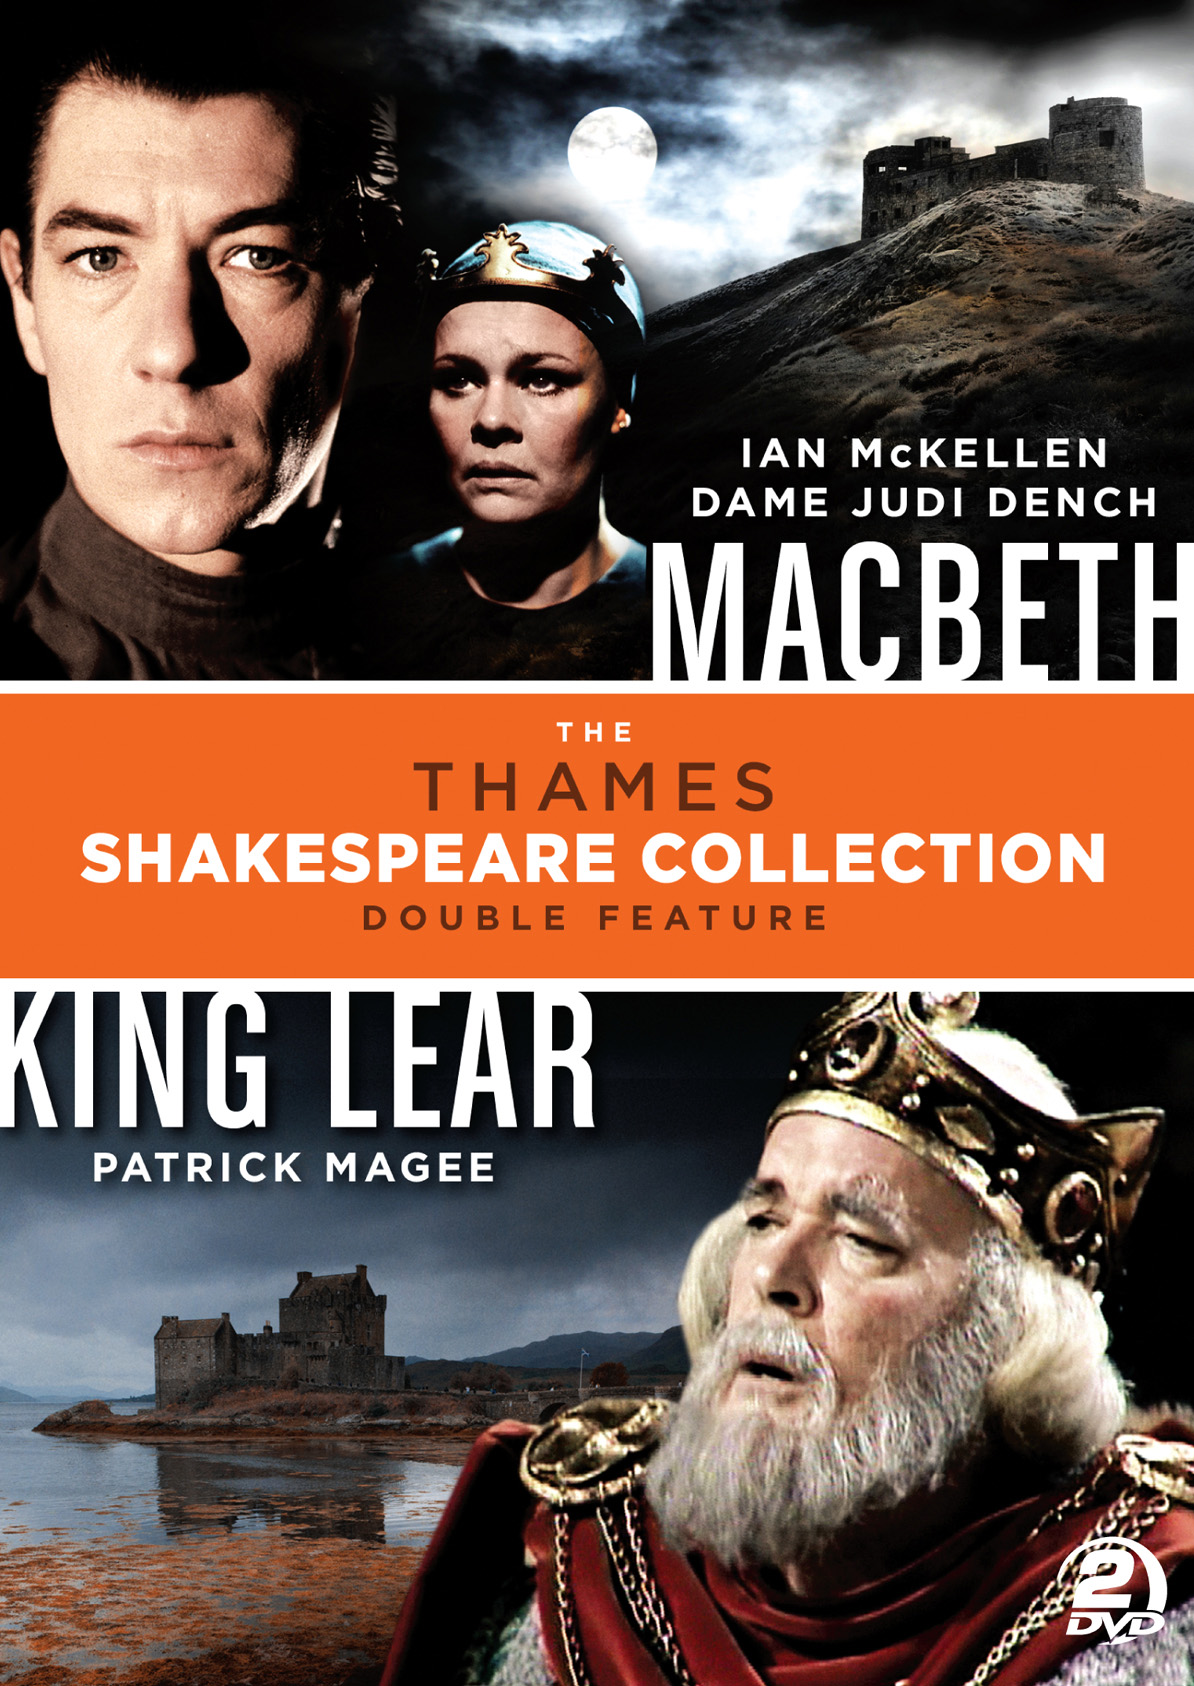 IAN McKELLEN
DAME JUDI DENCH
MACBETH
THE
THAMES
SHAKESPEARE COLLECTION
DOUBLE FEATURE
KING LEAR
PATRICK MAGEE
2
DVD